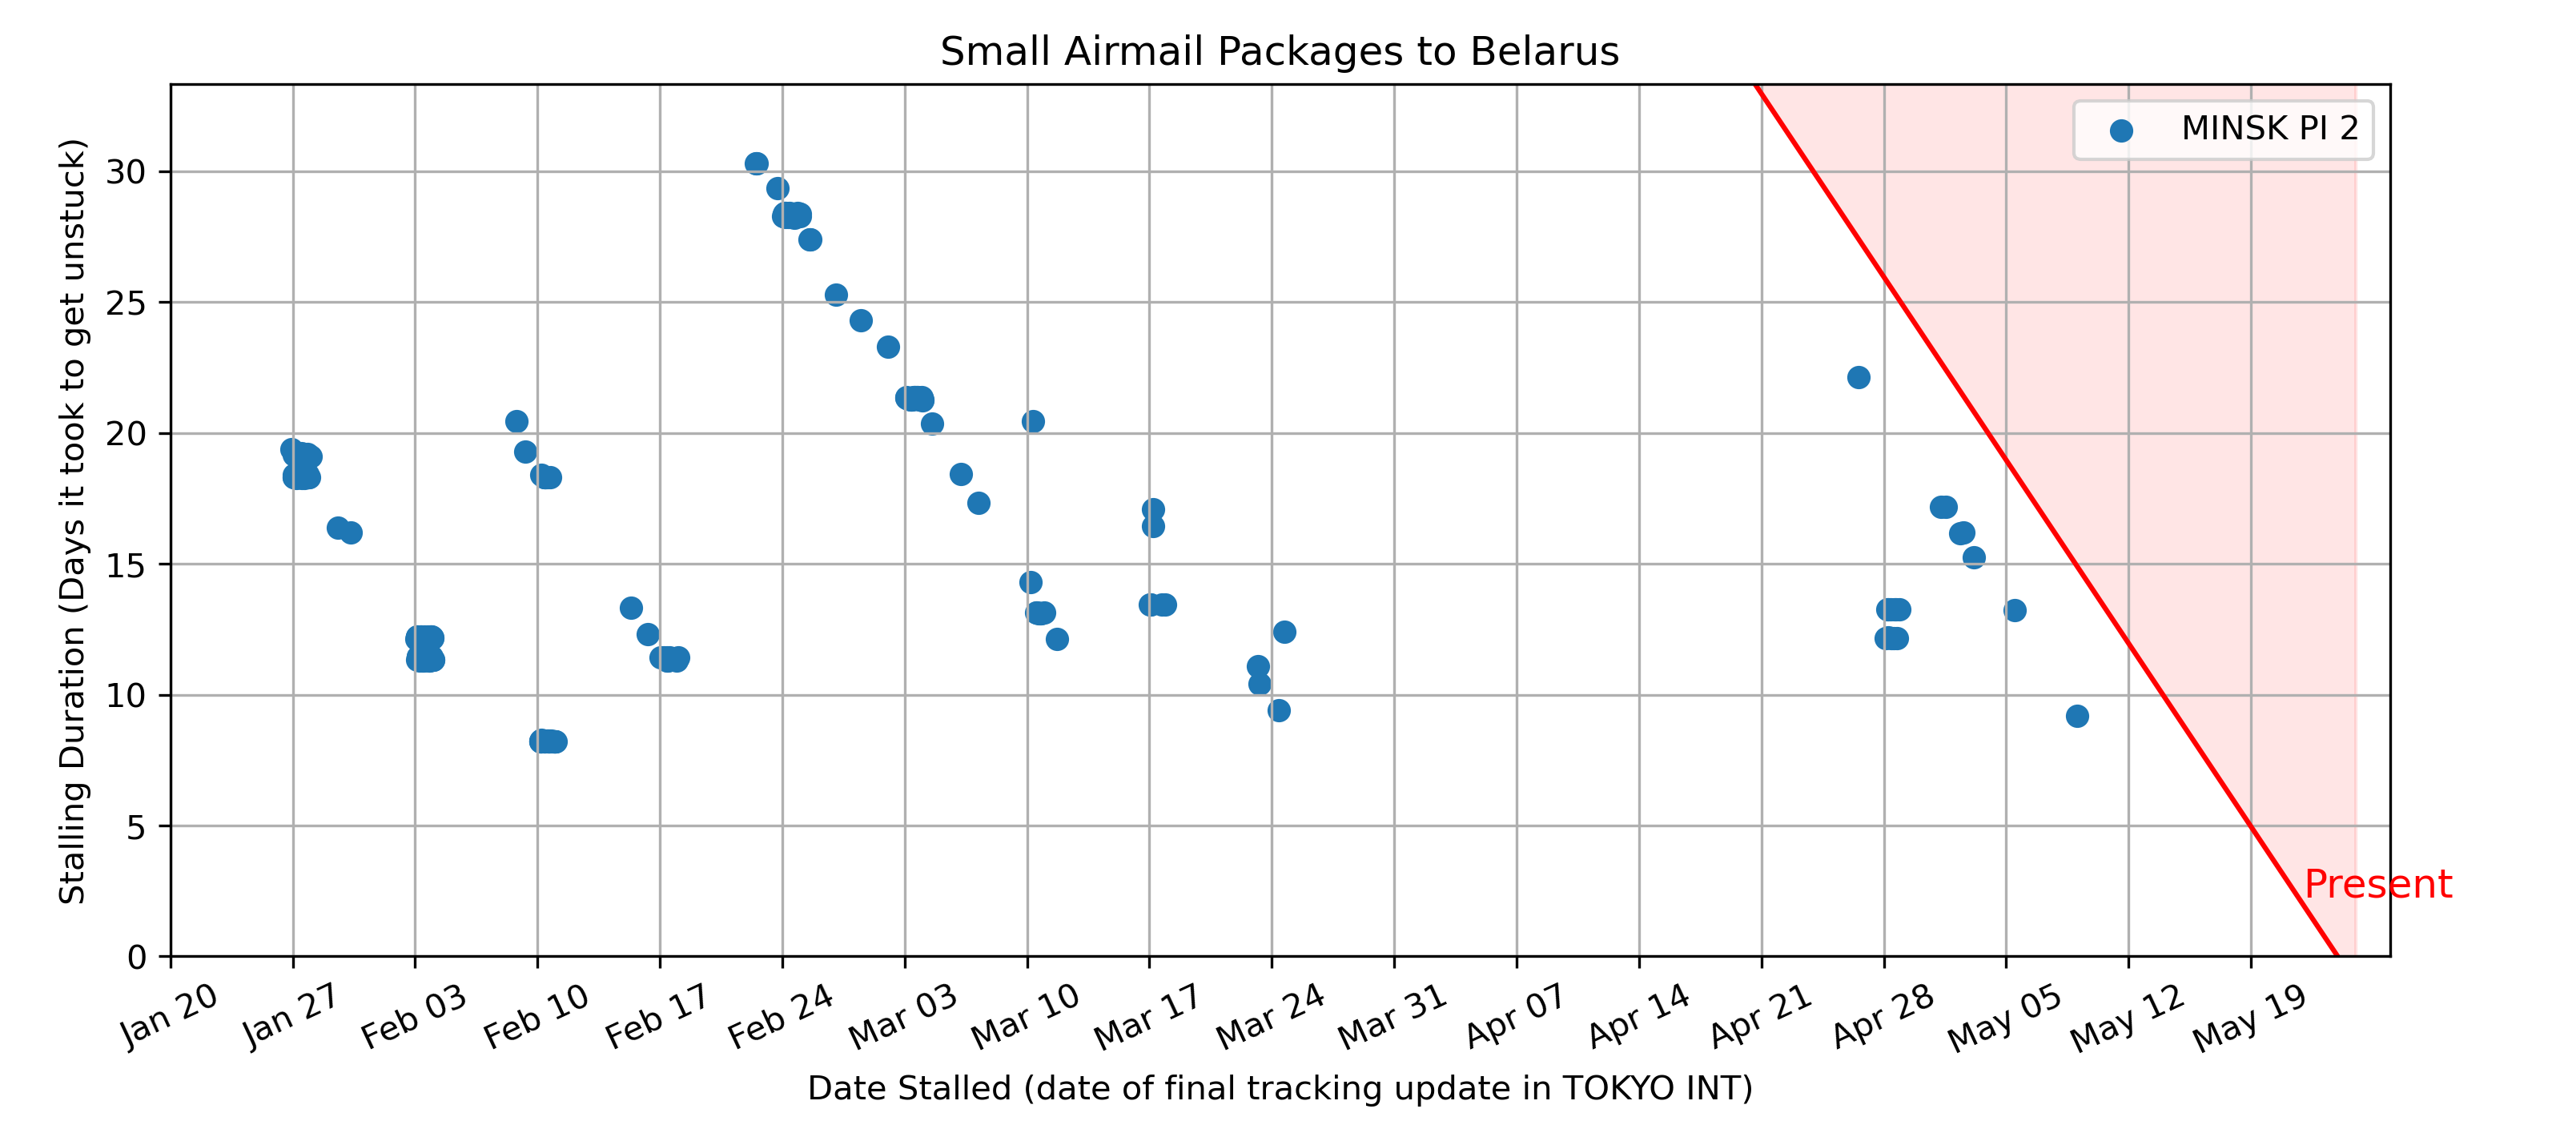 Small Airmail Packages to Belarus
MINSK PI 2
Stalling Duration (Days it took to get unstuck)
30
25
20
15
10
5
0
Present
Jan 20
Jan 27
Feb 03
Feb 10
Feb 17
Feb 24
Mar 03
Mar 10
Mar 17
Mar 24
Mar 31
Apr 07
Apr 14
Apr 21
Apr 28
May 05
May 12
May 19
Date Stalled (date of final tracking update in TOKYO INT)